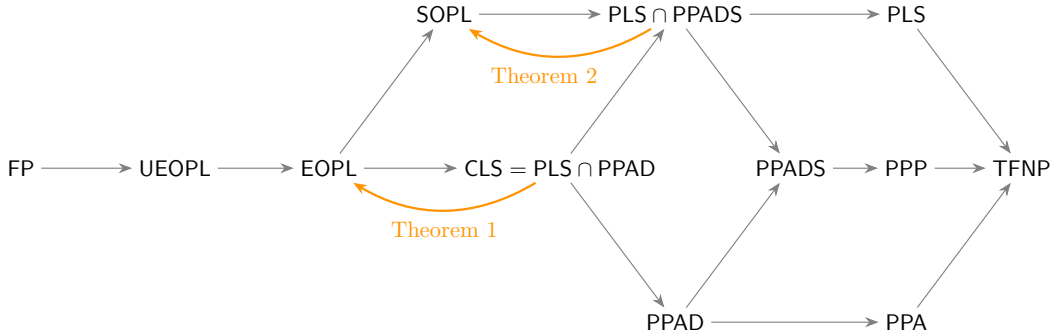 SOPL PLS ∩ PPADS PLS
Theorem 2
FP UEOPL EOPL CLS = PLS ∩ PPAD PPADS PPP TFNP
Theorem 1
PPAD PPA